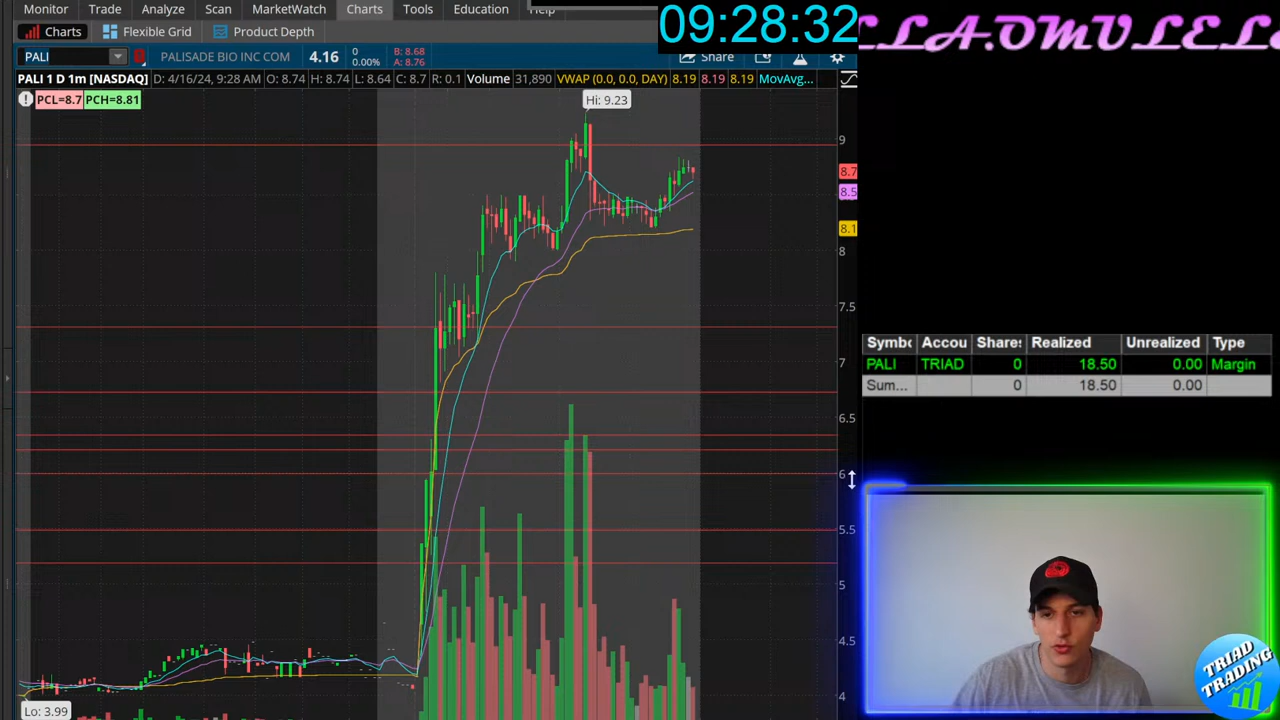 Monitor Trade Analyze Scan MarketWatch Charts Tools Education Help
09:28:32
LLA.OMULEL
Charts Flexible Grid Product Depth
PALI PALISADE BIO INC COM 4.16 0 0.00% B: 8.68 A: 8.76 Share
PALI 1 D 1m [NASDAQ] D: 4/16/24, 9:28 AM O: 8.74 H: 8.74 L: 8.64 C: 8.7 R: 0.1 Volume 31,890 VWAP (0.0, 0.0, DAY) 8.19 8.19 8.19 MovAvg...
PCL=8.7 PCH=8.81
Hi: 9.23
9
8.7
8.5
8.1
8
7.5
7
6.5
6
5.5
5
4.5
4
Lo: 3.99
Symbo Accou Shares Realized Unrealized Type
PALI TRIAD 0 18.50 0.00 Margin
Sum... 0 18.50 0.00
TRIAD
TRADING